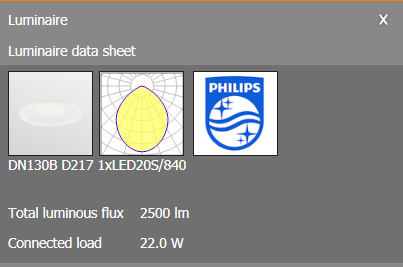 Luminaire X
Luminaire data sheet
PHILIPS
DN130B D217 1xLED20S/840
Total luminous flux 2500 lm
Connected load 22.0 W